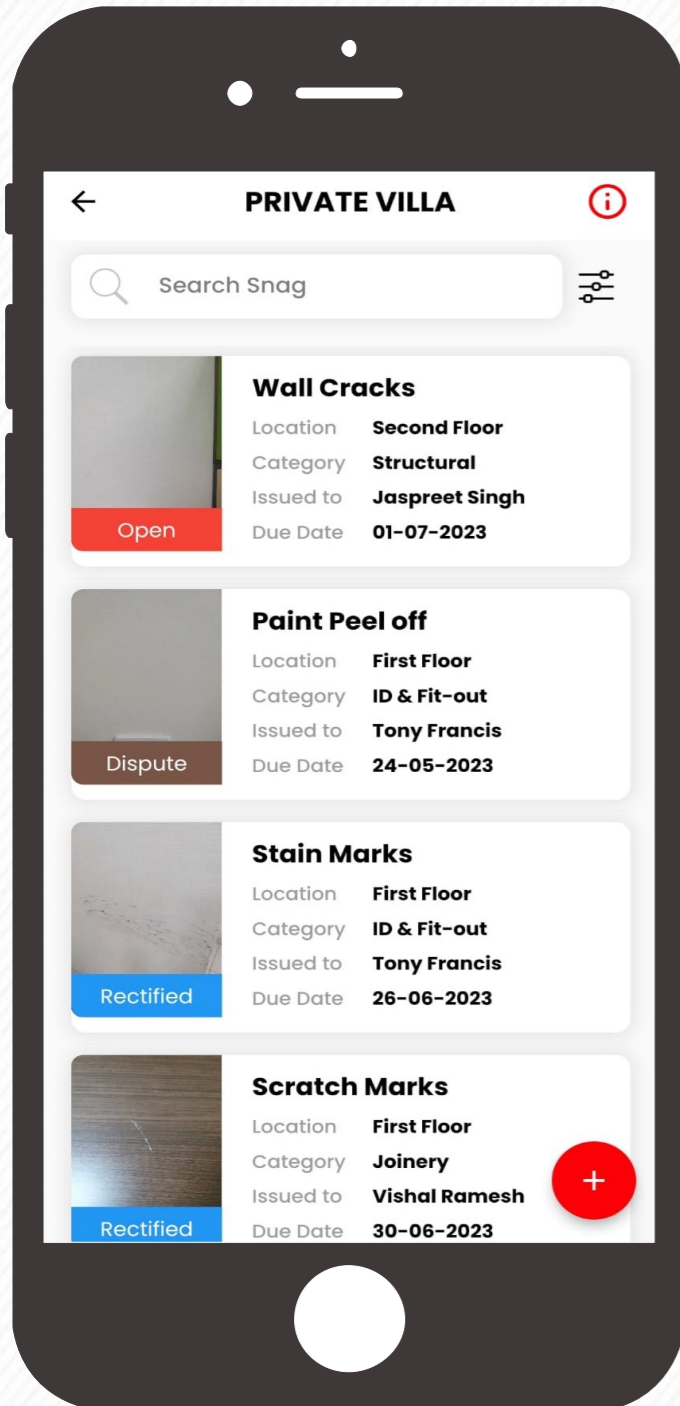 PRIVATE VILLA
Search Snag
Wall Cracks
Location Second Floor
Category Structural
Issued to Jaspreet Singh
Due Date 01-07-2023
Open
Paint Peel off
Location First Floor
Category ID & Fit-out
Issued to Tony Francis
Due Date 24-05-2023
Dispute
Stain Marks
Location First Floor
Category ID & Fit-out
Issued to Tony Francis
Due Date 26-06-2023
Rectified
Scratch Marks
Location First Floor
Category Joinery
Issued to Vishal Ramesh
Due Date 30-06-2023
Rectified